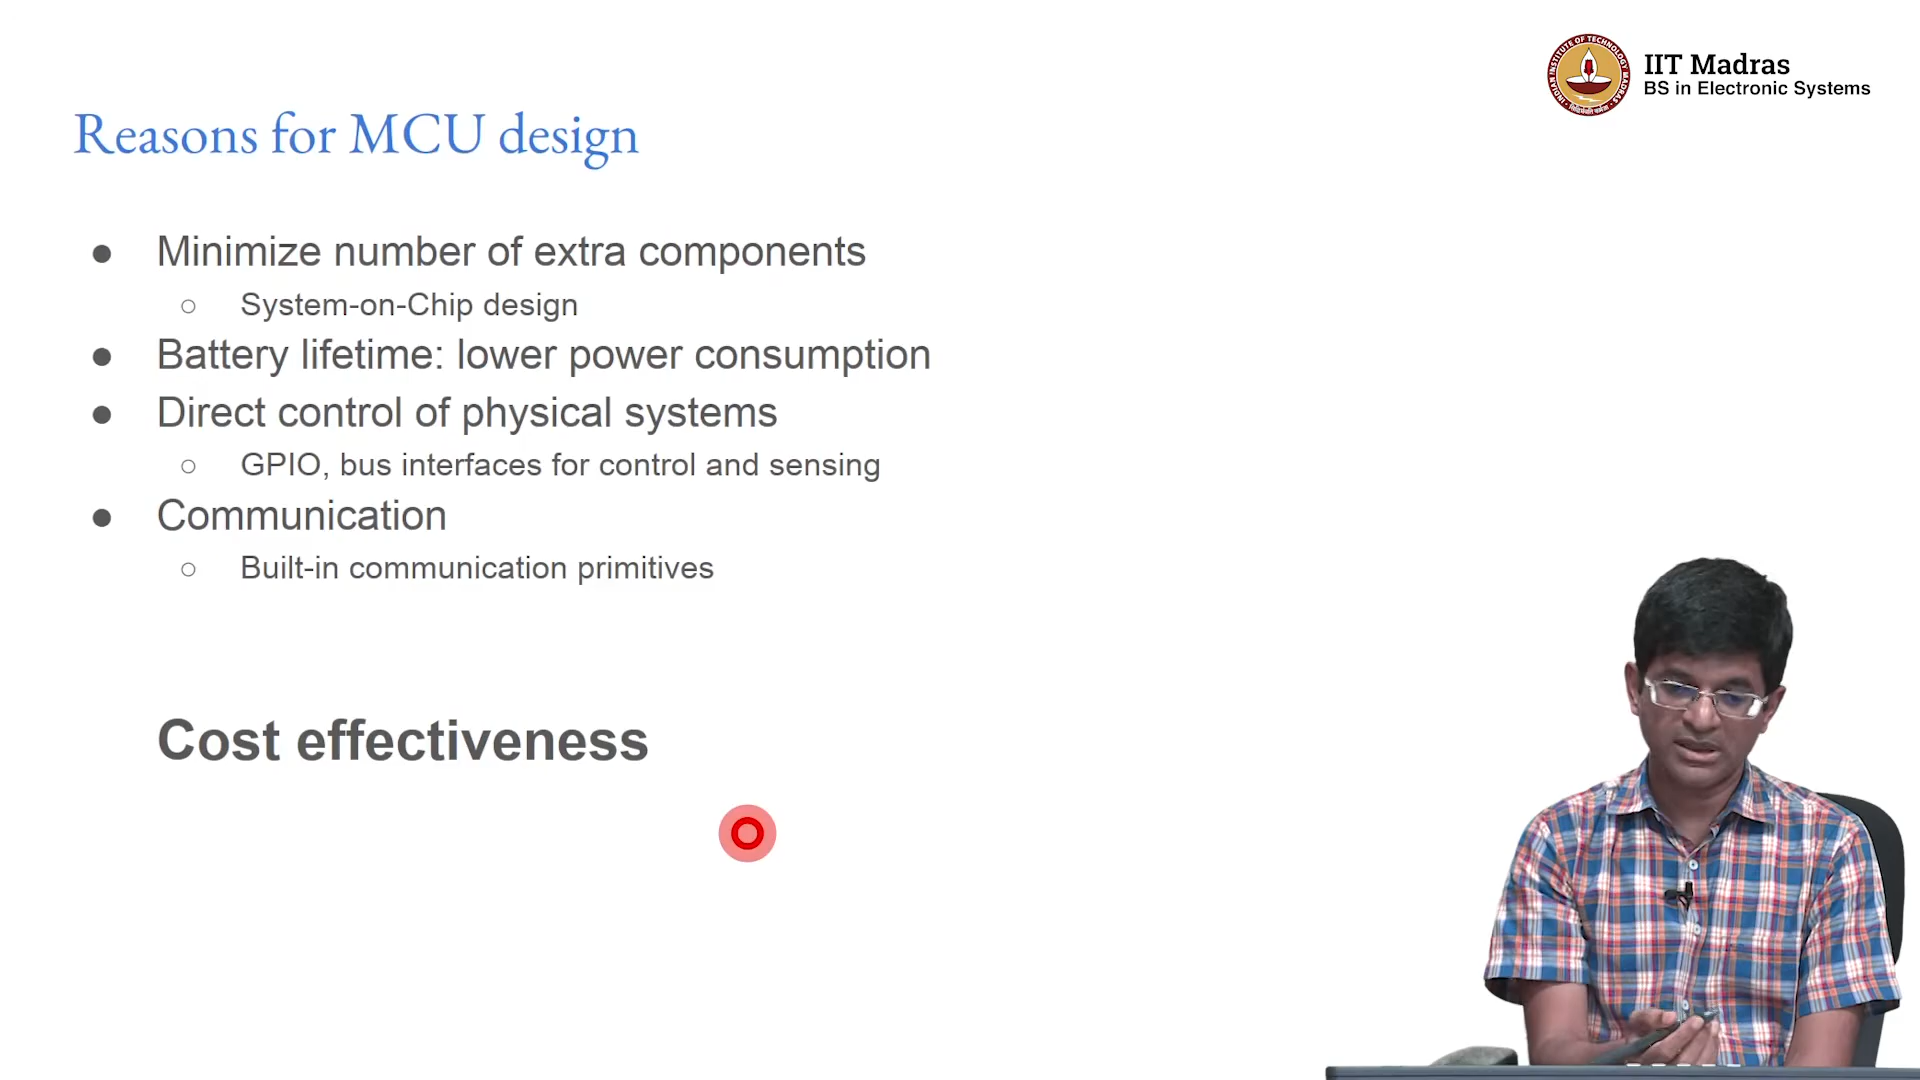 IIT Madras
BS in Electronic Systems
Reasons for MCU design
● Minimize number of extra components
○ System-on-Chip design
● Battery lifetime: lower power consumption
● Direct control of physical systems
○ GPIO, bus interfaces for control and sensing
● Communication
○ Built-in communication primitives
Cost effectiveness